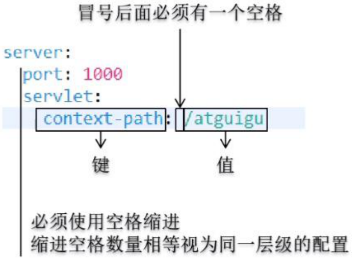 冒号后面必须有一个空格
server:
port: 1000
servlet:
context-path: /atguigu
键
值
必须使用空格缩进
缩进空格数量相等视为同一层级的配置